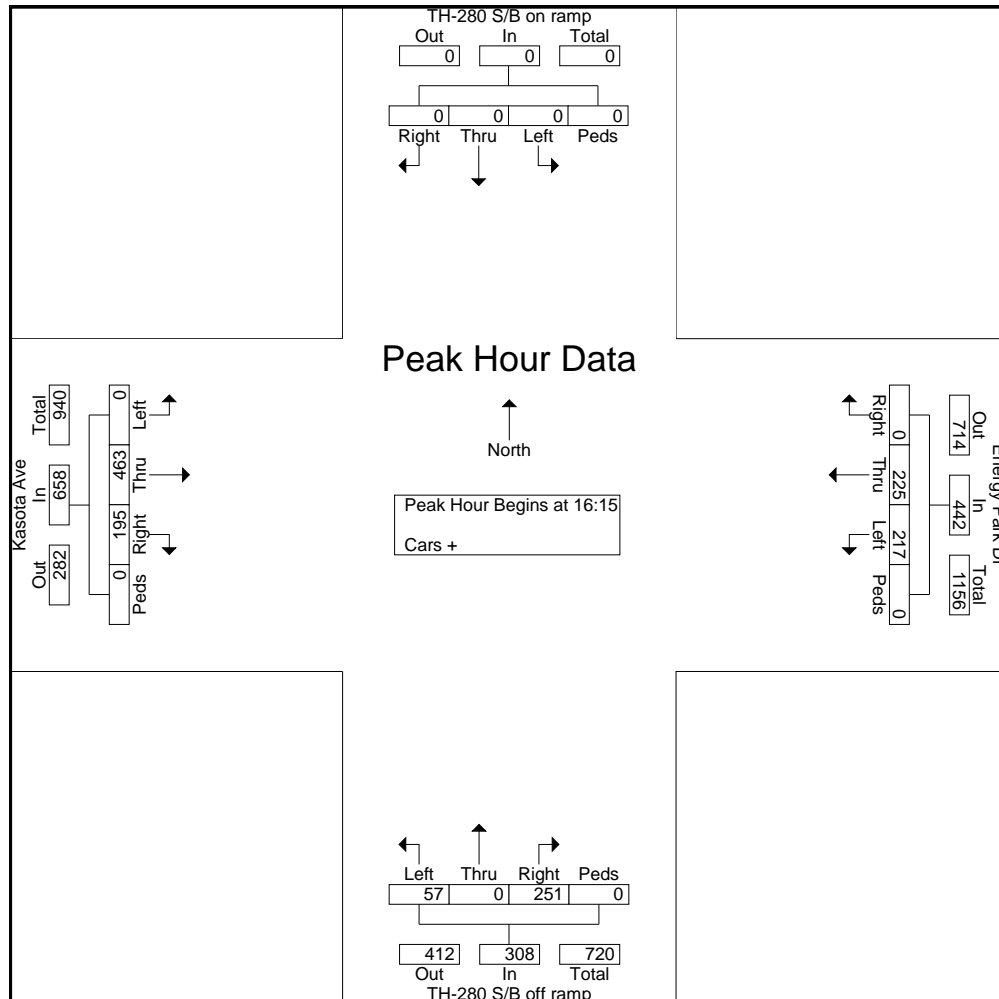 TH-280 S/B on ramp
Out In Total
0 0 0
0 0 0 0
Right Thru Left Peds
Peak Hour Data
North
Peak Hour Begins at 16:15
Cars +
Kasota Ave
Total In Out
940 658 282
0 463 195 0
Left Thru Right Peds
Energy Park Dr
Out In Total
714 442 1156
0 225 217 0
Right Thru Left Peds
Left Thru Right Peds
57 0 251 0
412 308 720
Out In Total
TH-280 S/B off ramp